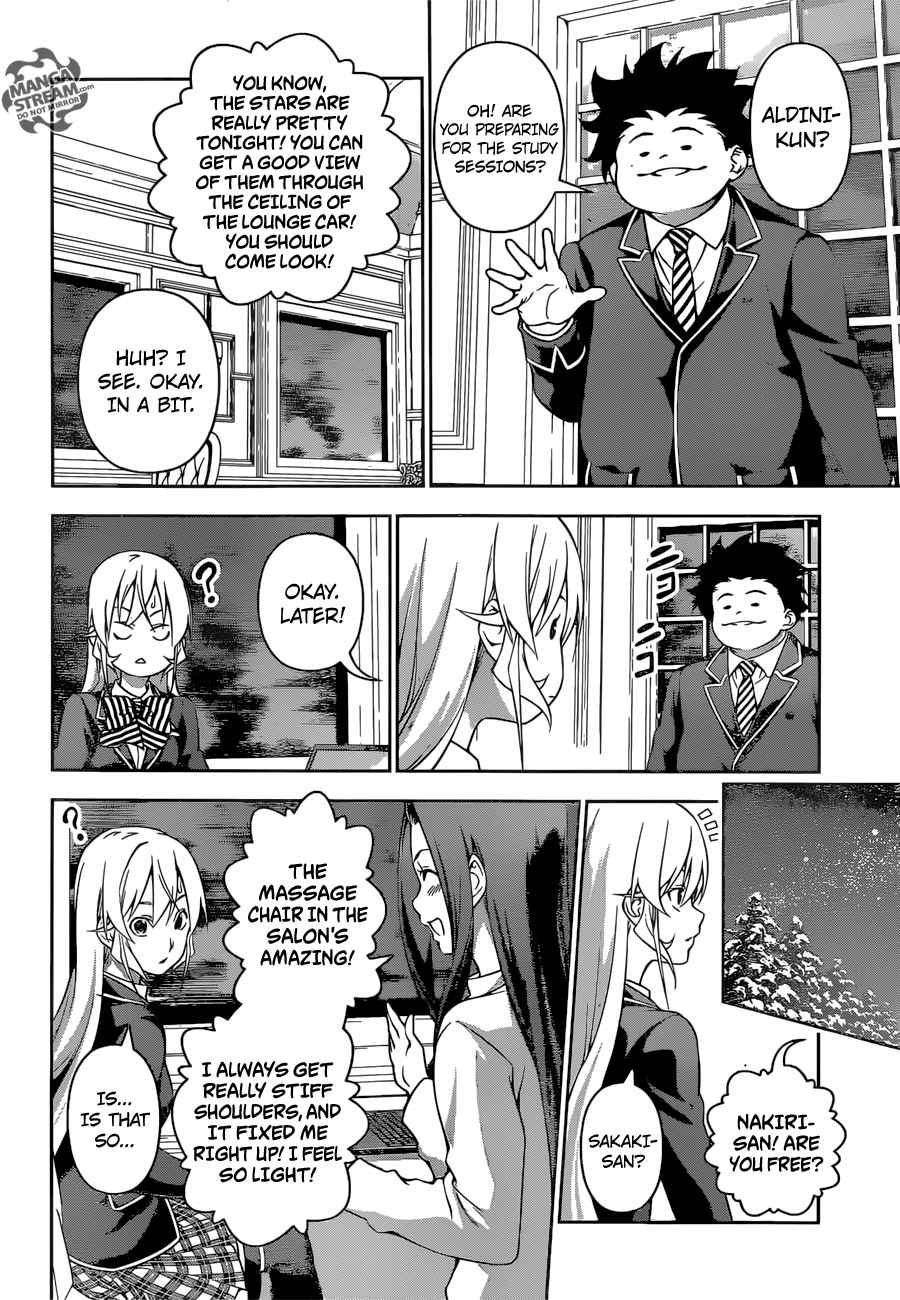 MANGA
STREAM.com
DO NOT MIRROR!
ALDINI-
KUN?
OH! ARE
YOU PREPARING
FOR THE STUDY
SESSIONS?
YOU KNOW,
THE STARS ARE
REALLY PRETTY
TONIGHT! YOU CAN
GET A GOOD VIEW
OF THEM THROUGH
THE CEILING OF
THE LOUNGE CAR!
YOU SHOULD
COME LOOK!
HUH? I
SEE. OKAY.
IN A BIT.
ニコニコ
OKAY.
LATER!
?
NAKIRI-
SAN! ARE
YOU FREE?
SAKAKI-
SAN?
THE
MASSAGE
CHAIR IN THE
SALON'S
AMAZING!
I ALWAYS GET
REALLY STIFF
SHOULDERS, AND
IT FIXED ME
RIGHT UP! I FEEL
SO LIGHT!
?
IS...
IS THAT
SO...